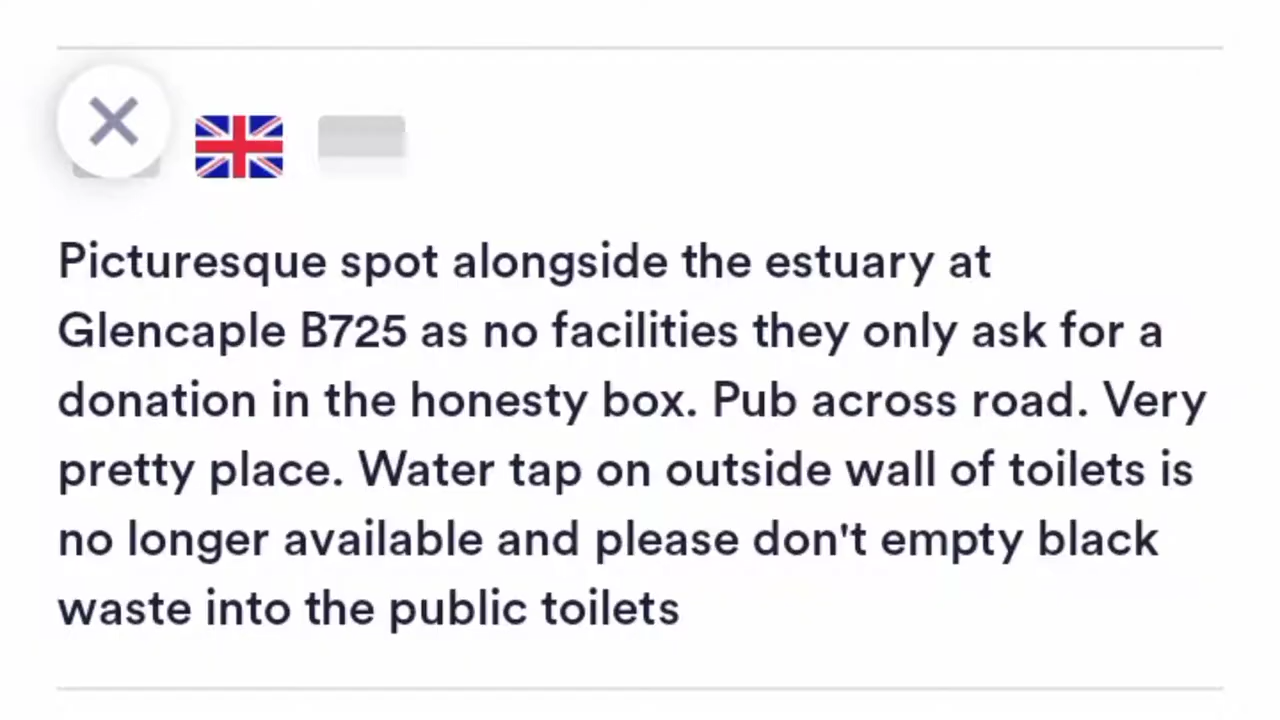 Picturesque spot alongside the estuary at
Glencaple B725 as no facilities they only ask for a
donation in the honesty box. Pub across road. Very
pretty place. Water tap on outside wall of toilets is
no longer available and please don't empty black
waste into the public toilets